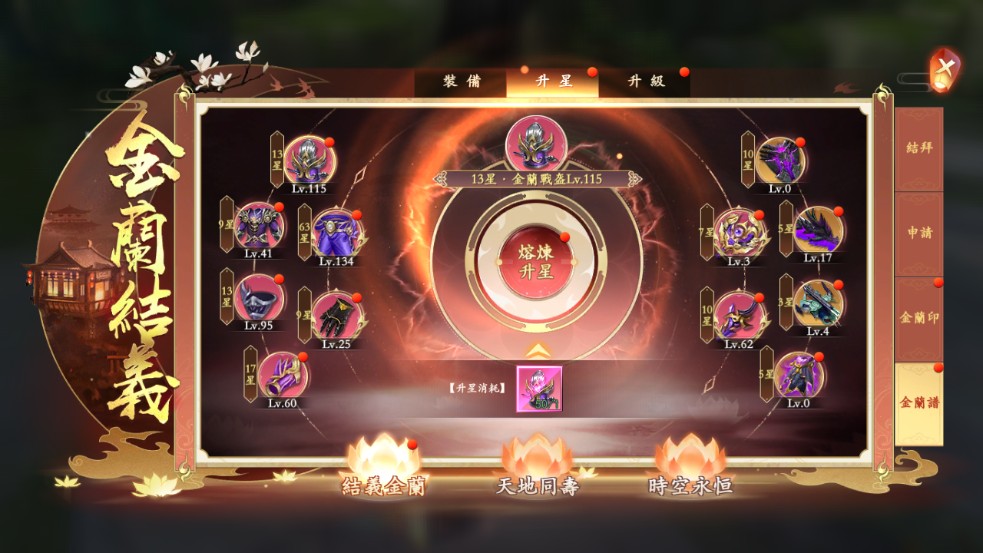 金蘭結義
裝備
升星
升級
13星
Lv.115
9星
Lv.41
63星
Lv.134
13星
Lv.95
9星
Lv.25
17星
Lv.60
13星·金蘭戰盔Lv.115
熔煉
升星
【升星消耗】
10星
Lv.0
7星
Lv.3
5星
Lv.17
10星
Lv.62
3星
Lv.4
5星
Lv.0
結拜
申請
金蘭印
金蘭譜
結義金蘭
天地同壽
時空永恒